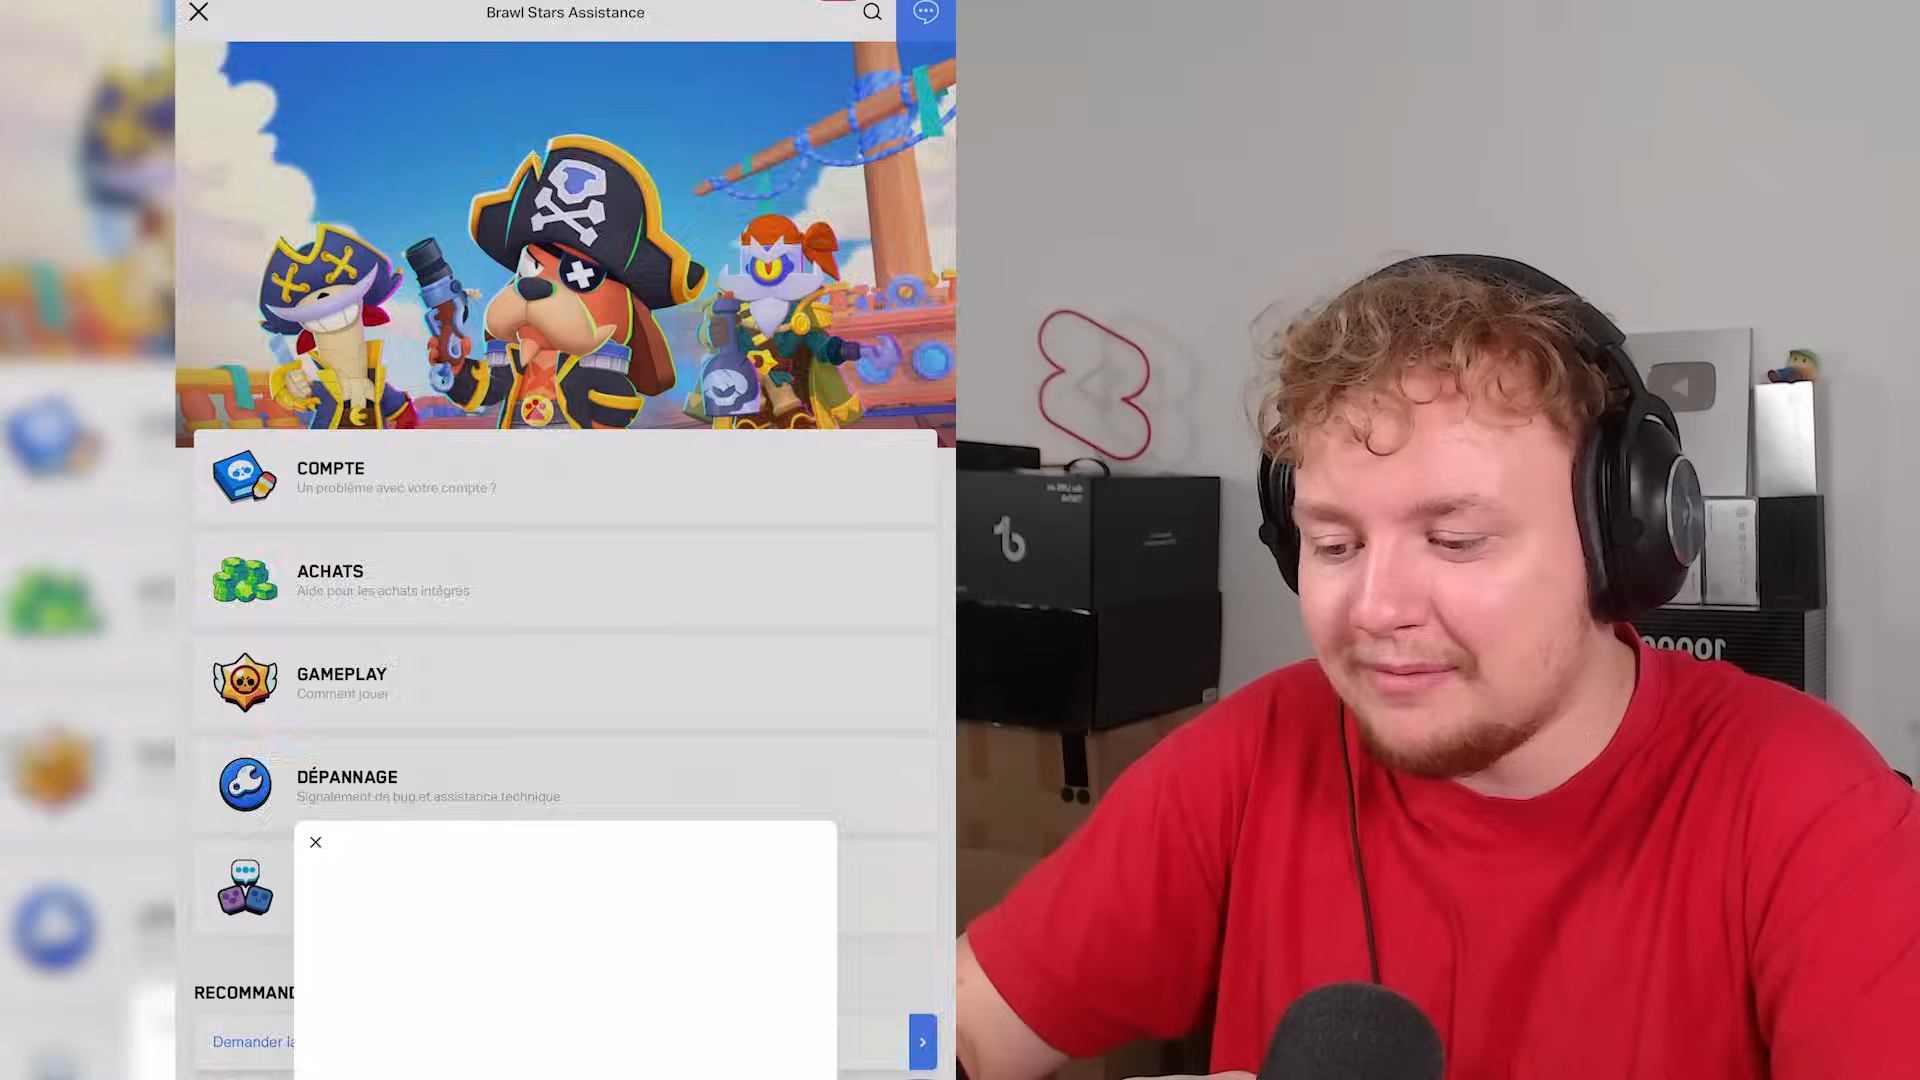 Brawl Stars Assistance
COMPTE
Un problème avec votre compte ?
ACHATS
Aide pour les achats intégrés
GAMEPLAY
Comment jouer
DÉPANNAGE
Signalement de bug et assistance technique
RECOMMAND
Demander la